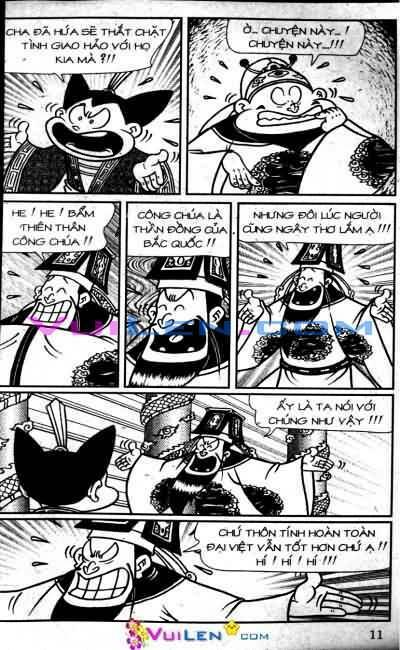 CHA ĐÃ HỨA SẼ THẮT CHẶT
TÌNH GIAO HẢO VỚI HỌ
KIA MÀ ?!!
Ờ... CHUYỆN NÀY... !
CHUYỆN NÀY...!!!
HE ! HE ! BẨM
THIÊN THÂN
CÔNG CHÚA !!
CÔNG CHÚA LÀ
THẦN ĐỒNG CỦA
BẮC QUỐC !!
NHƯNG ĐÔI LÚC NGƯỜI
CŨNG NGÂY THƠ LẮM Ạ !!!
VUILEN.COM
ẤY LÀ TA NÓI VỚI
CHÚNG NHƯ VẬY !!!
CHỨ THÔN TÍNH HOÀN TOÀN
ĐẠI VIỆT VẪN TỐT HƠN CHỨ Ạ !!
HÍ ! HÍ ! HÍ !!!
11
VUILEN.COM